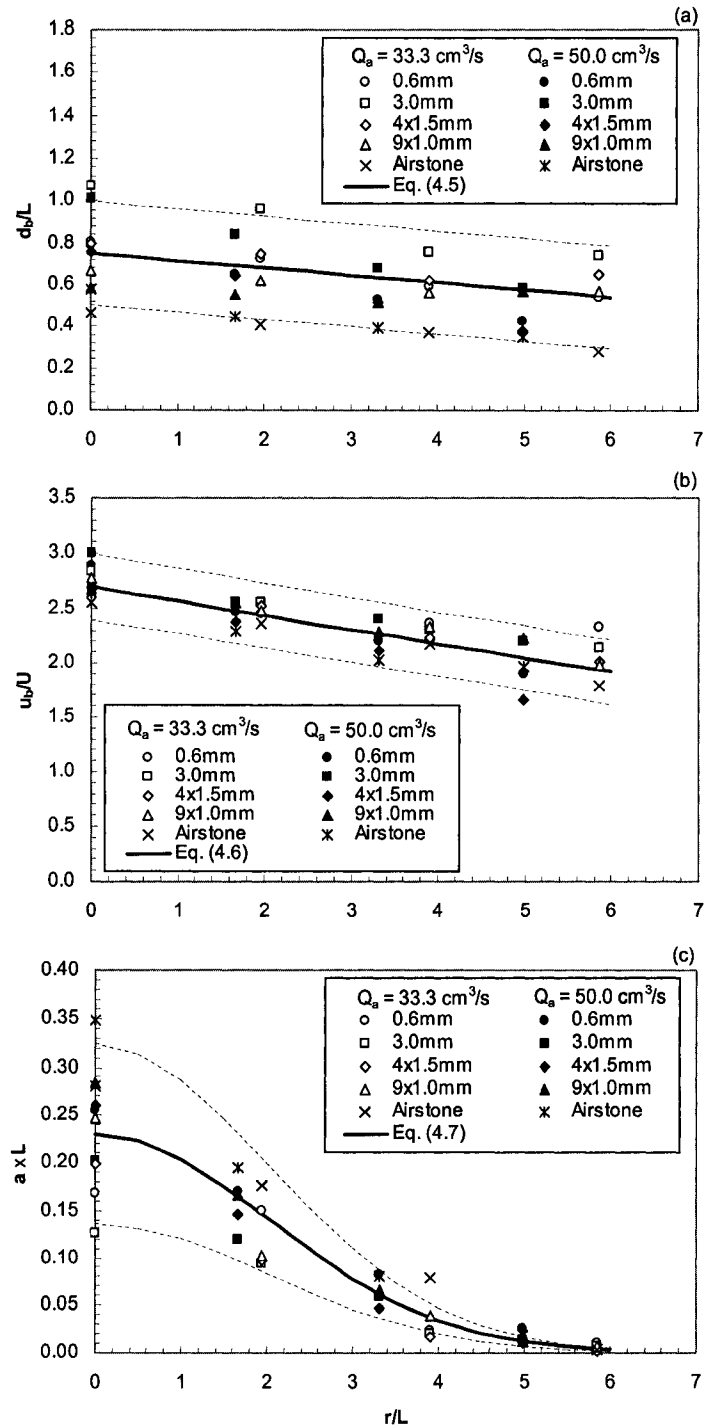 (a)
1.8
1.6
1.4
1.2
1.0
0.8
0.6
0.4
0.2
0.0
d_b/L
Q_a = 33.3 cm³/s Q_a = 50.0 cm³/s
0.6mm 0.6mm
3.0mm 3.0mm
4x1.5mm 4x1.5mm
9x1.0mm 9x1.0mm
Airstone Airstone
Eq. (4.5)
0 1 2 3 4 5 6 7
(b)
3.5
3.0
2.5
2.0
1.5
1.0
0.5
0.0
u_b/U
Q_a = 33.3 cm³/s Q_a = 50.0 cm³/s
0.6mm 0.6mm
3.0mm 3.0mm
4x1.5mm 4x1.5mm
9x1.0mm 9x1.0mm
Airstone Airstone
Eq. (4.6)
0 1 2 3 4 5 6 7
(c)
0.40
0.35
0.30
0.25
0.20
0.15
0.10
0.05
0.00
a x L
Q_a = 33.3 cm³/s Q_a = 50.0 cm³/s
0.6mm 0.6mm
3.0mm 3.0mm
4x1.5mm 4x1.5mm
9x1.0mm 9x1.0mm
Airstone Airstone
Eq. (4.7)
0 1 2 3 4 5 6 7
r/L